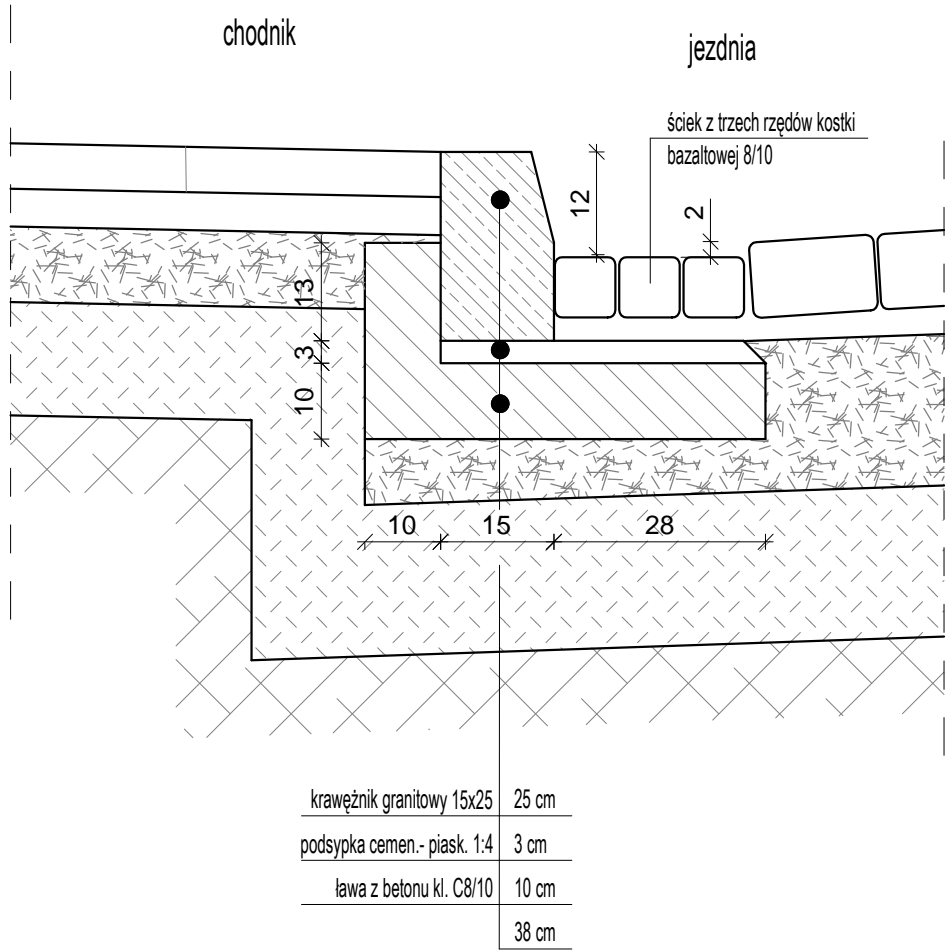 chodnik
jezdnia
ściek z trzech rzędów kostki
bazaltowej 8/10
12
2
13
3
10
10
15
28
krawężnik granitowy 15x25 25 cm
podsypka cemen.- piask. 1:4 3 cm
ława z betonu kl. C8/10 10 cm
38 cm